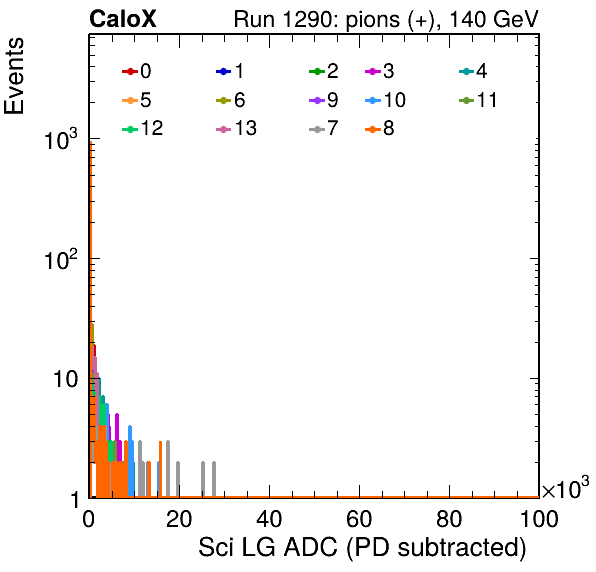 CaloX Run 1290: pions (+), 140 GeV
Events
0 1 2 3 4
5 6 9 10 11
12 13 7 8
10³
10²
10
1
0 20 40 60 80 100
×10³
Sci LG ADC (PD subtracted)